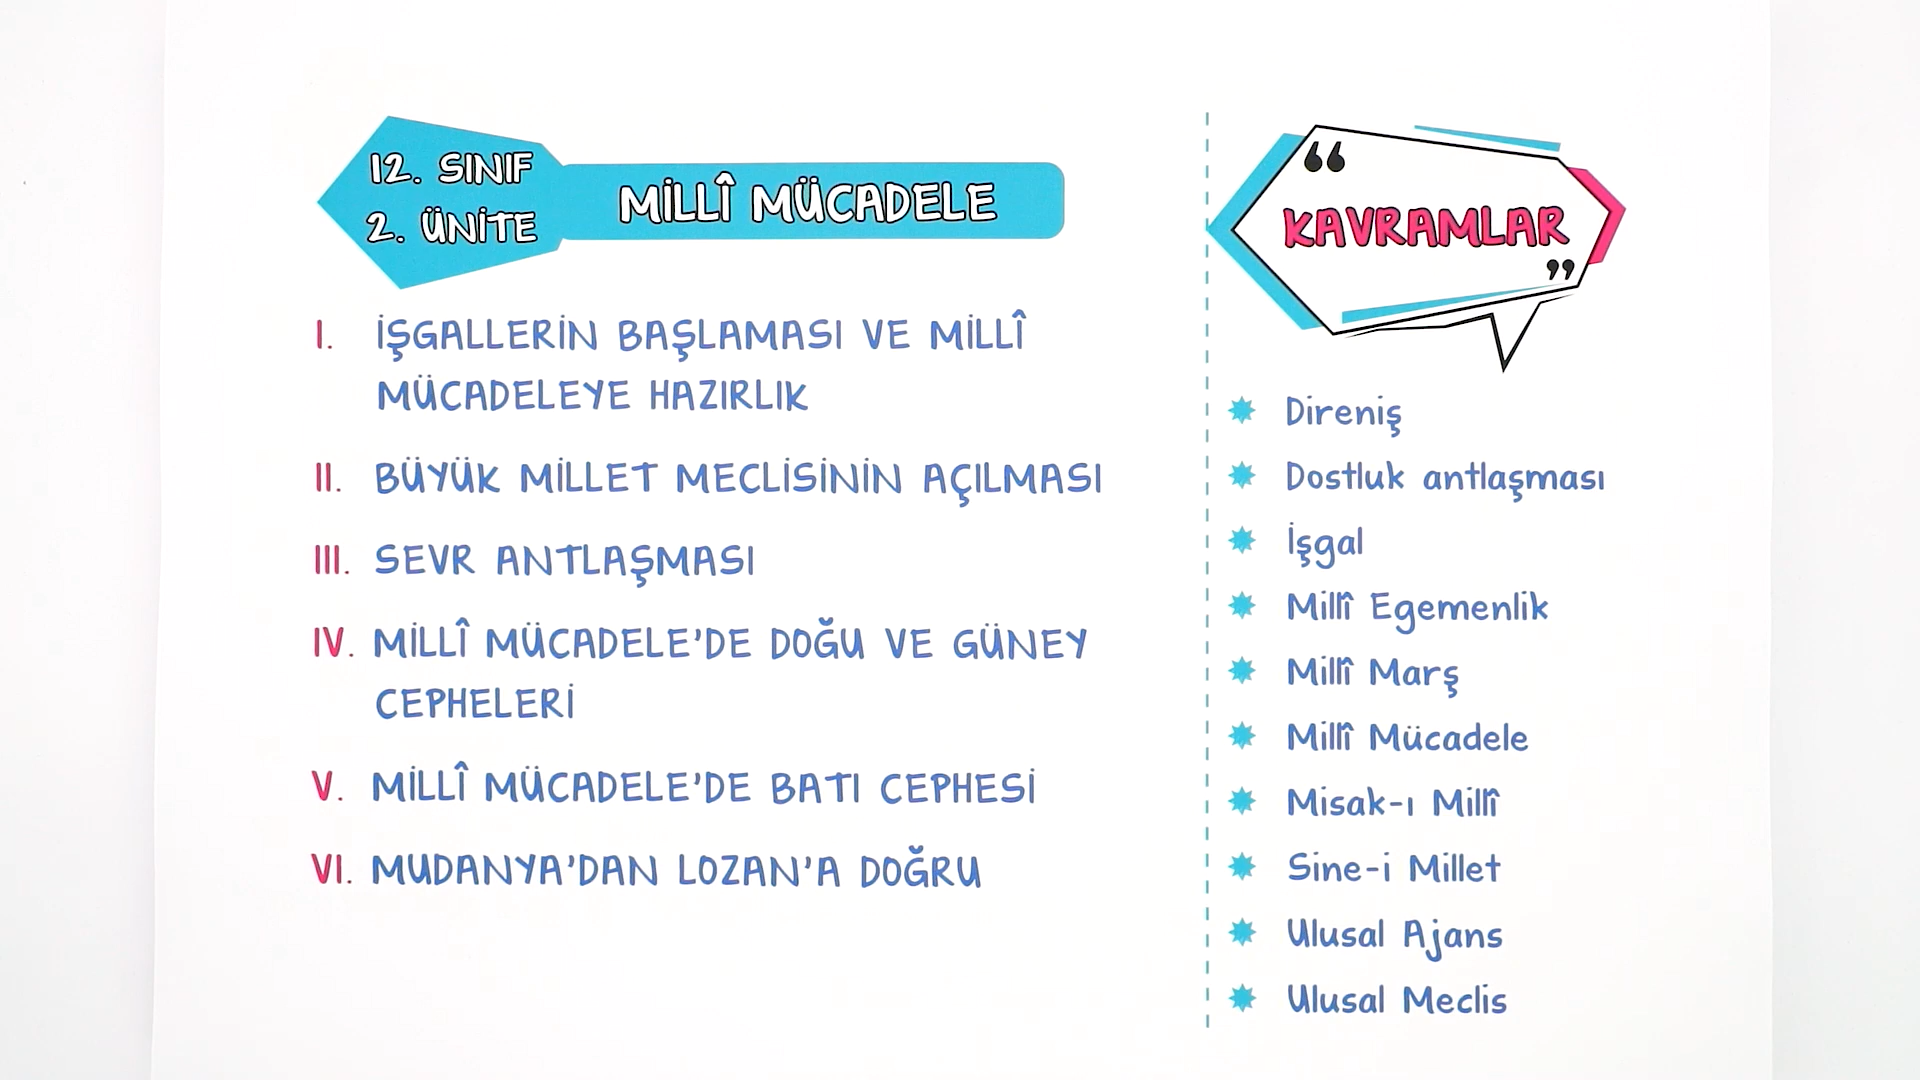 12. SINIF
2. ÜNİTE
MİLLÎ MÜCADELE
I. İŞGALLERİN BAŞLAMASI VE MİLLÎ
MÜCADELEYE HAZIRLIK
II. BÜYÜK MİLLET MECLİSİNİN AÇILMASI
III. SEVR ANTLAŞMASI
IV. MİLLÎ MÜCADELE'DE DOĞU VE GÜNEY
CEPHELERİ
V. MİLLÎ MÜCADELE'DE BATI CEPHESİ
VI. MUDANYA'DAN LOZAN'A DOĞRU
“
KAVRAMLAR
”
Direniş
Dostluk antlaşması
İşgal
Millî Egemenlik
Millî Marş
Millî Mücadele
Misak-ı Millî
Sine-i Millet
Ulusal Ajans
Ulusal Meclis